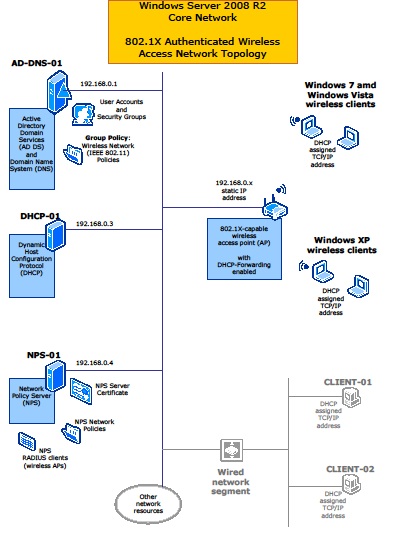 Windows Server 2008 R2
Core Network
802.1X Authenticated Wireless
Access Network Topology
AD-DNS-01
192.168.0.1
User Accounts
and
Security Groups
Active
Directory
Domain
Services
(AD DS)
and
Domain Name
System (DNS)
Group Policy:
Wireless Network
(IEEE 802.11)
Policies
Windows 7 amd
Windows Vista
wireless clients
DHCP
assigned
TCP/IP
address
192.168.0.x
static IP
address
802.1X-capable
wireless
access point (AP)
with
DHCP-Forwarding
enabled
DHCP-01
192.168.0.3
Dynamic
Host
Configuration
Protocol
(DHCP)
Windows XP
wireless clients
DHCP
assigned
TCP/IP
address
NPS-01
192.168.0.4
Network
Policy Server
(NPS)
NPS Server
Certificate
NPS Network
Policies
NPS
RADIUS clients
(wireless APs)
CLIENT-01
DHCP
assigned
TCP/IP
address
Wired
network
segment
CLIENT-02
DHCP
assigned
TCP/IP
address
Other
network
resources